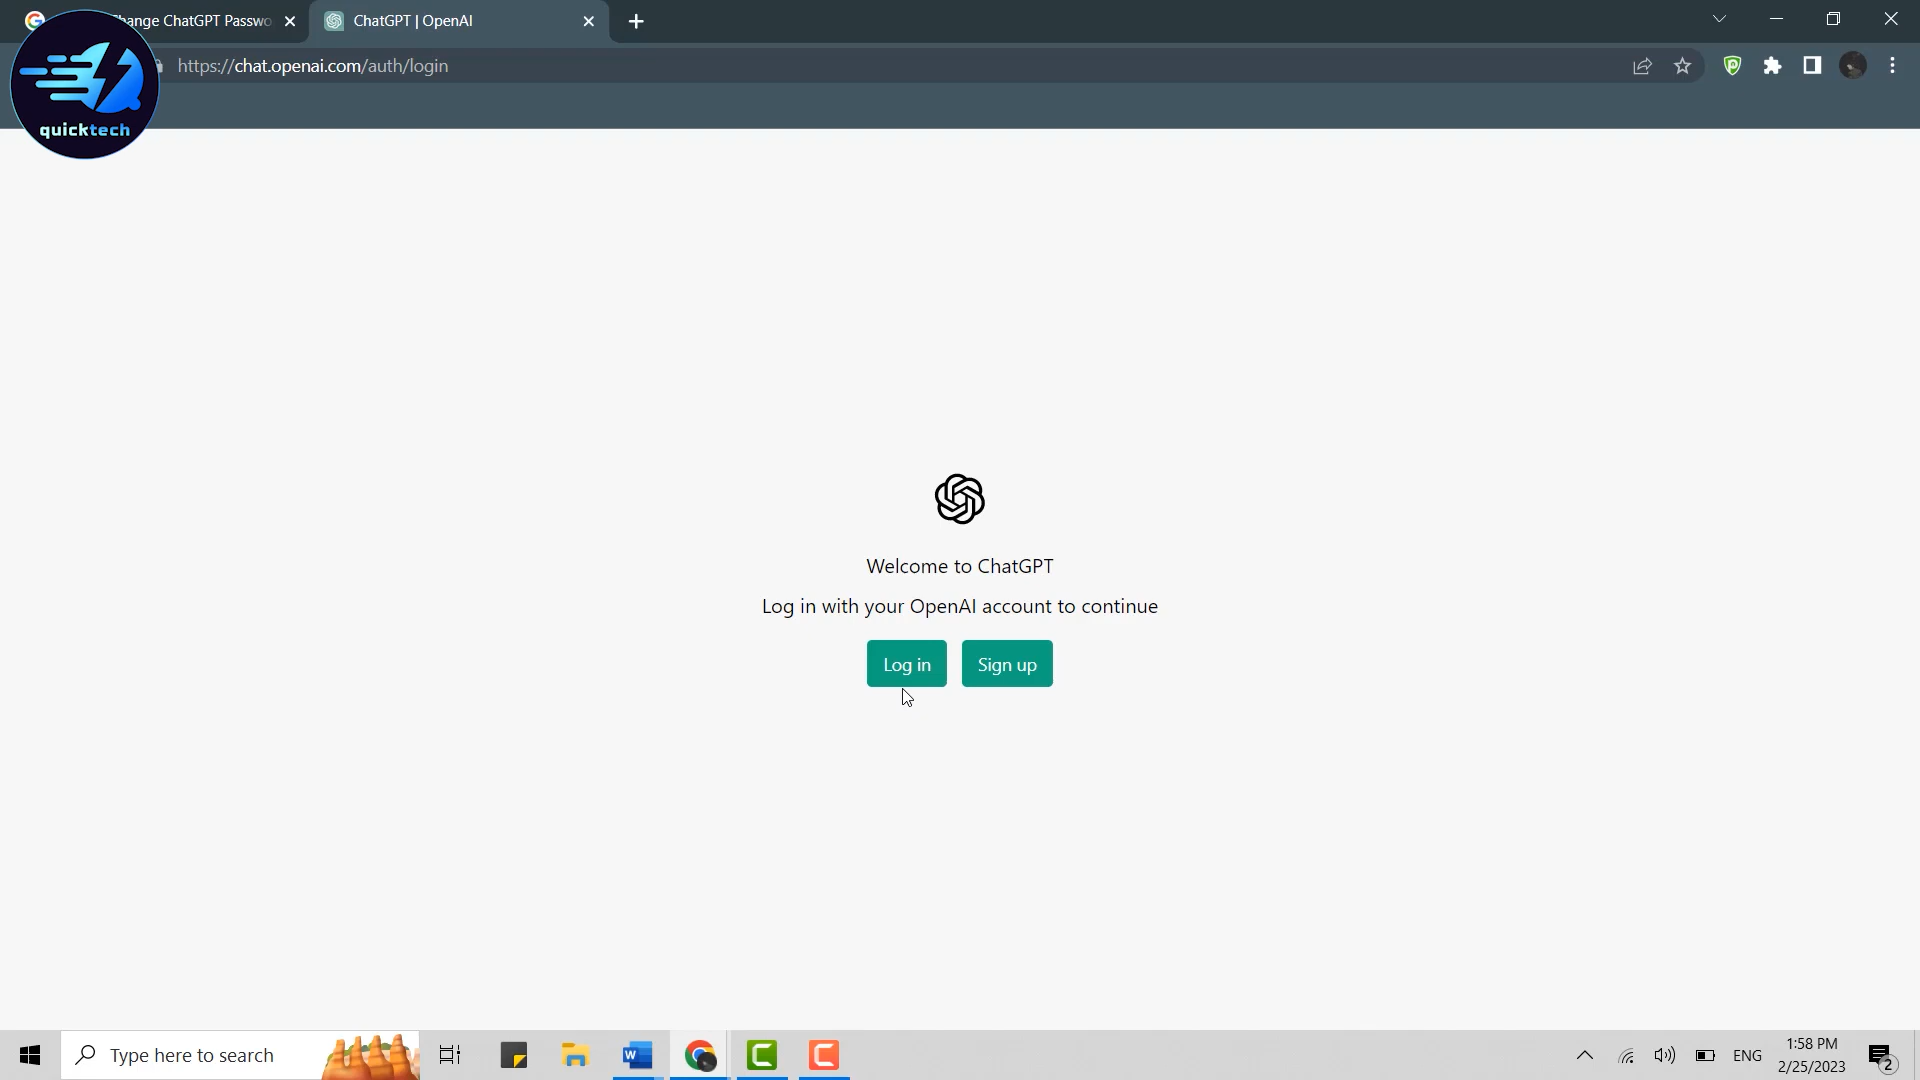 hange ChatGPT Passwo
ChatGPT | OpenAI
https://chat.openai.com/auth/login
quicktech
Welcome to ChatGPT
Log in with your OpenAI account to continue
Log in
Sign up
Type here to search
ENG
1:58 PM
2/25/2023
2